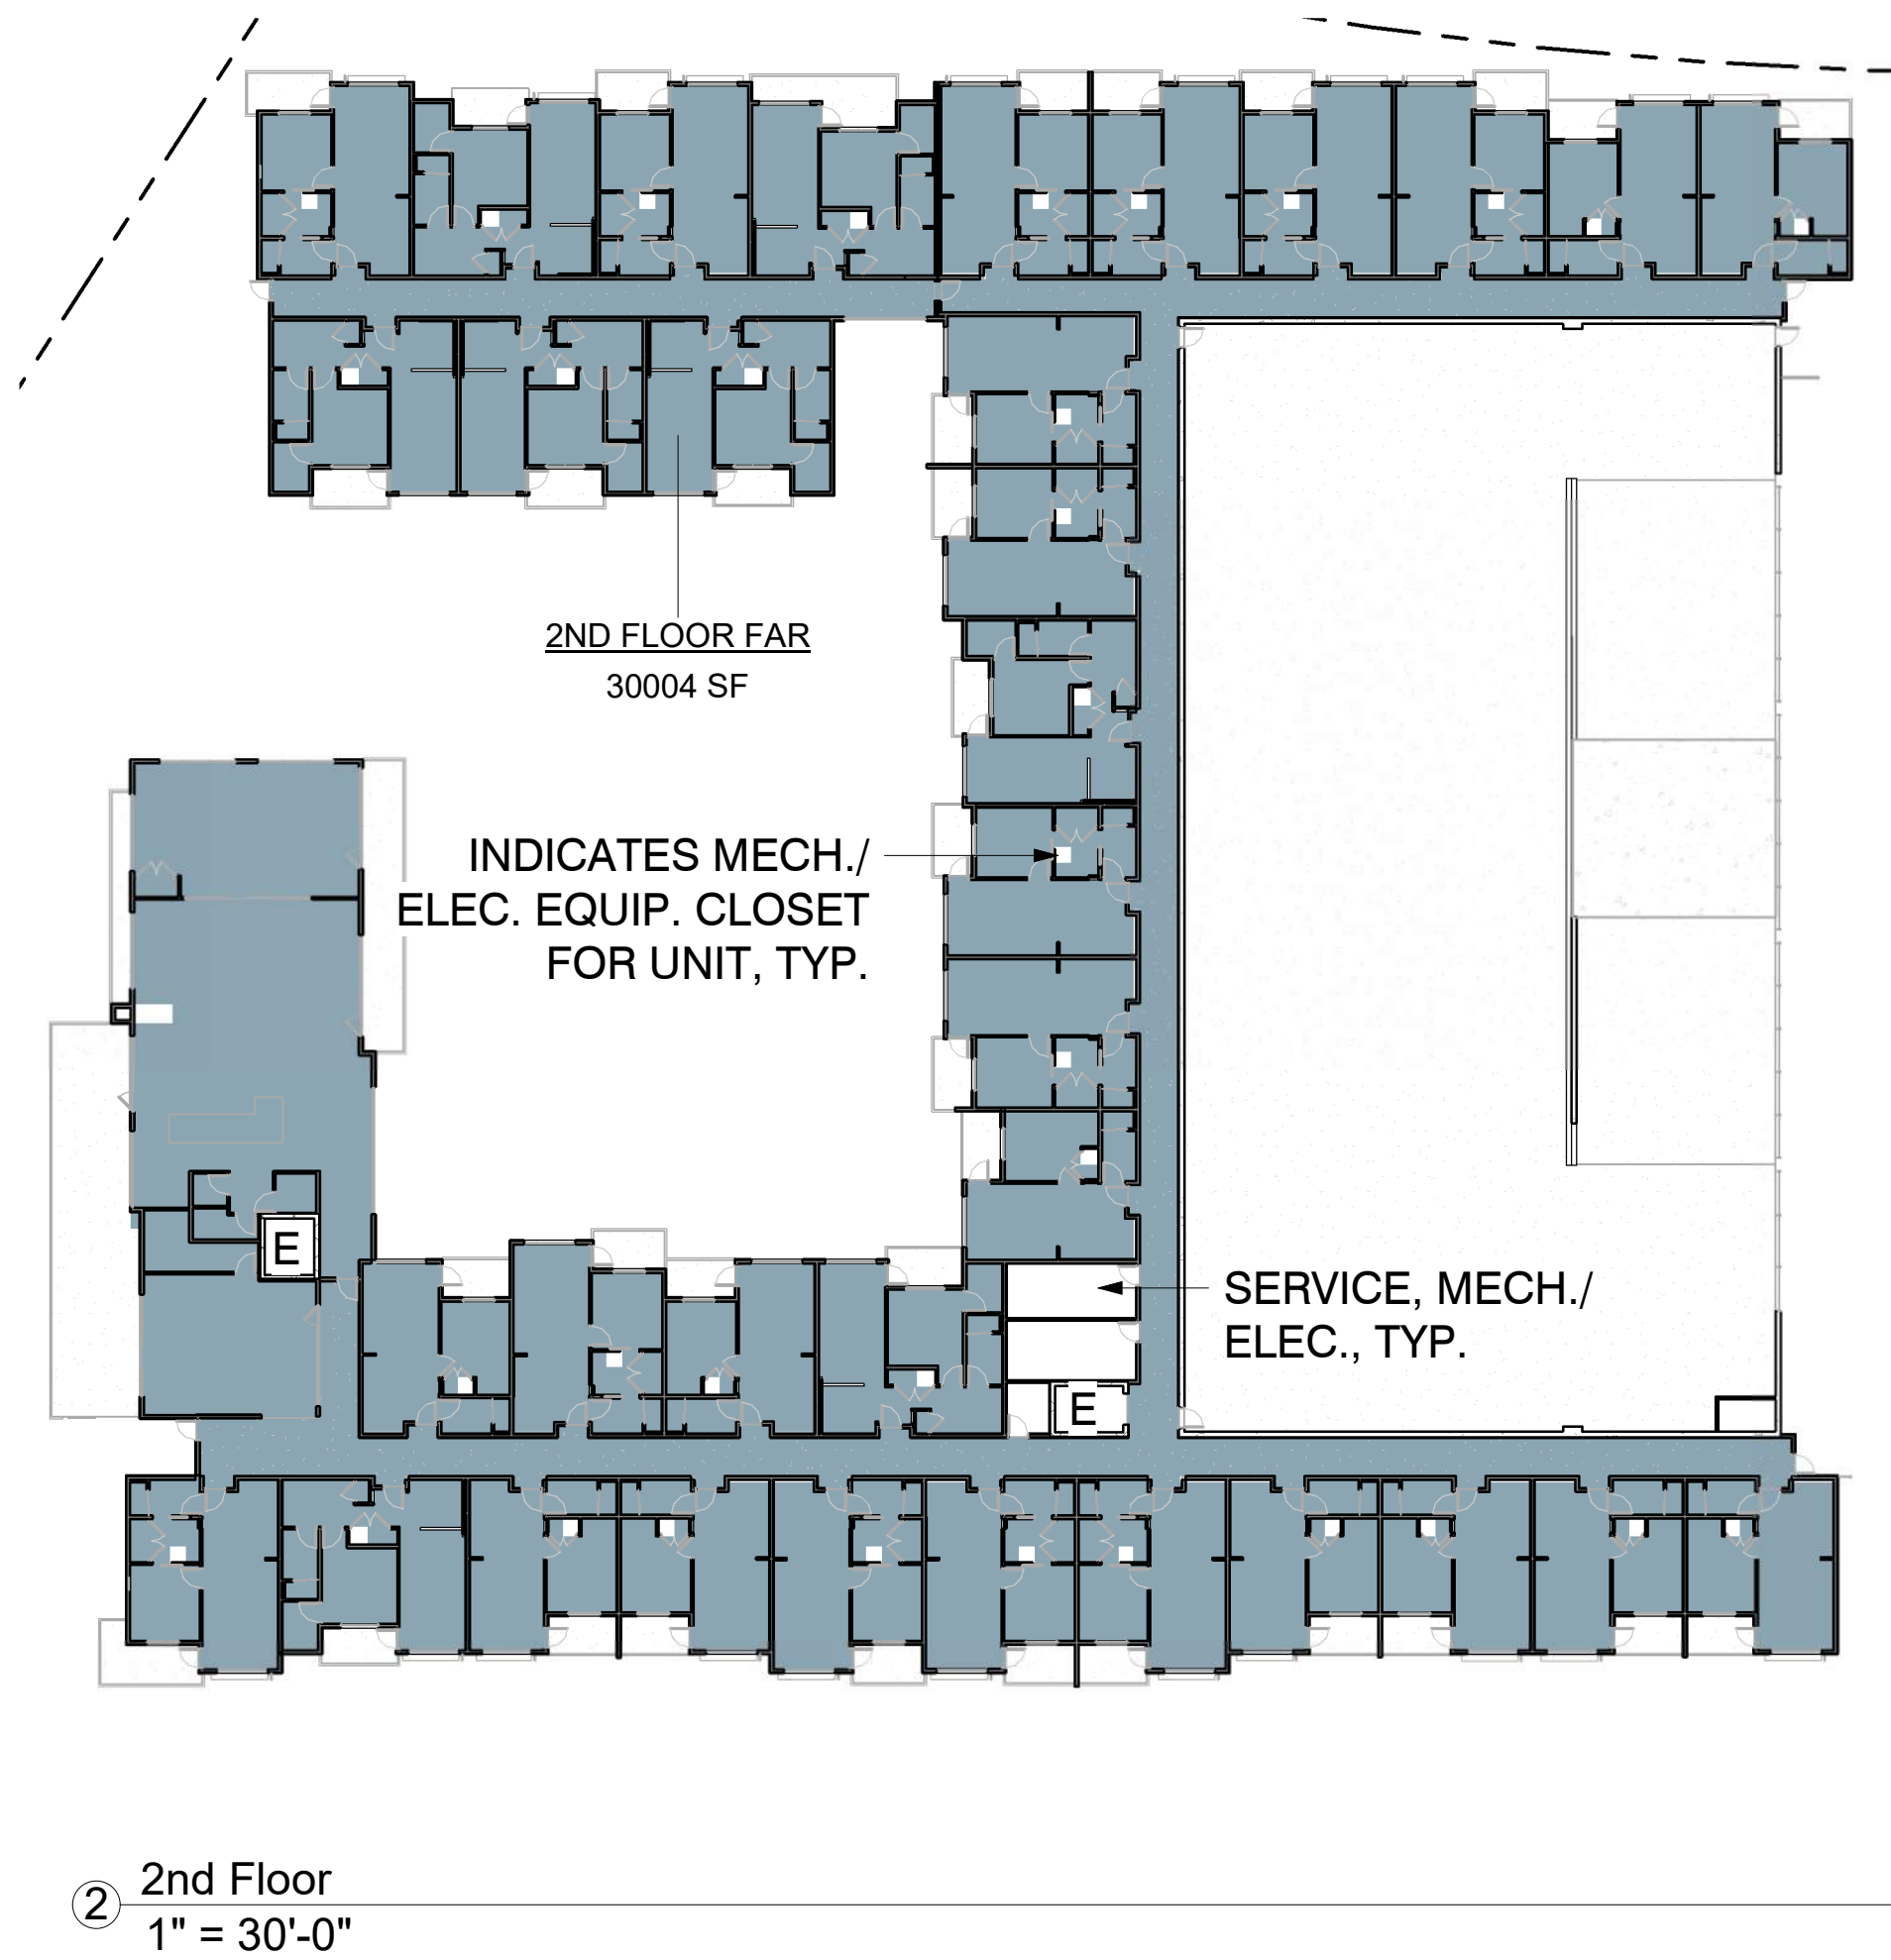 2ND FLOOR FAR
30004 SF
INDICATES MECH./
ELEC. EQUIP. CLOSET
FOR UNIT, TYP.
E
SERVICE, MECH./
ELEC., TYP.
E
2
2nd Floor
1" = 30'-0"